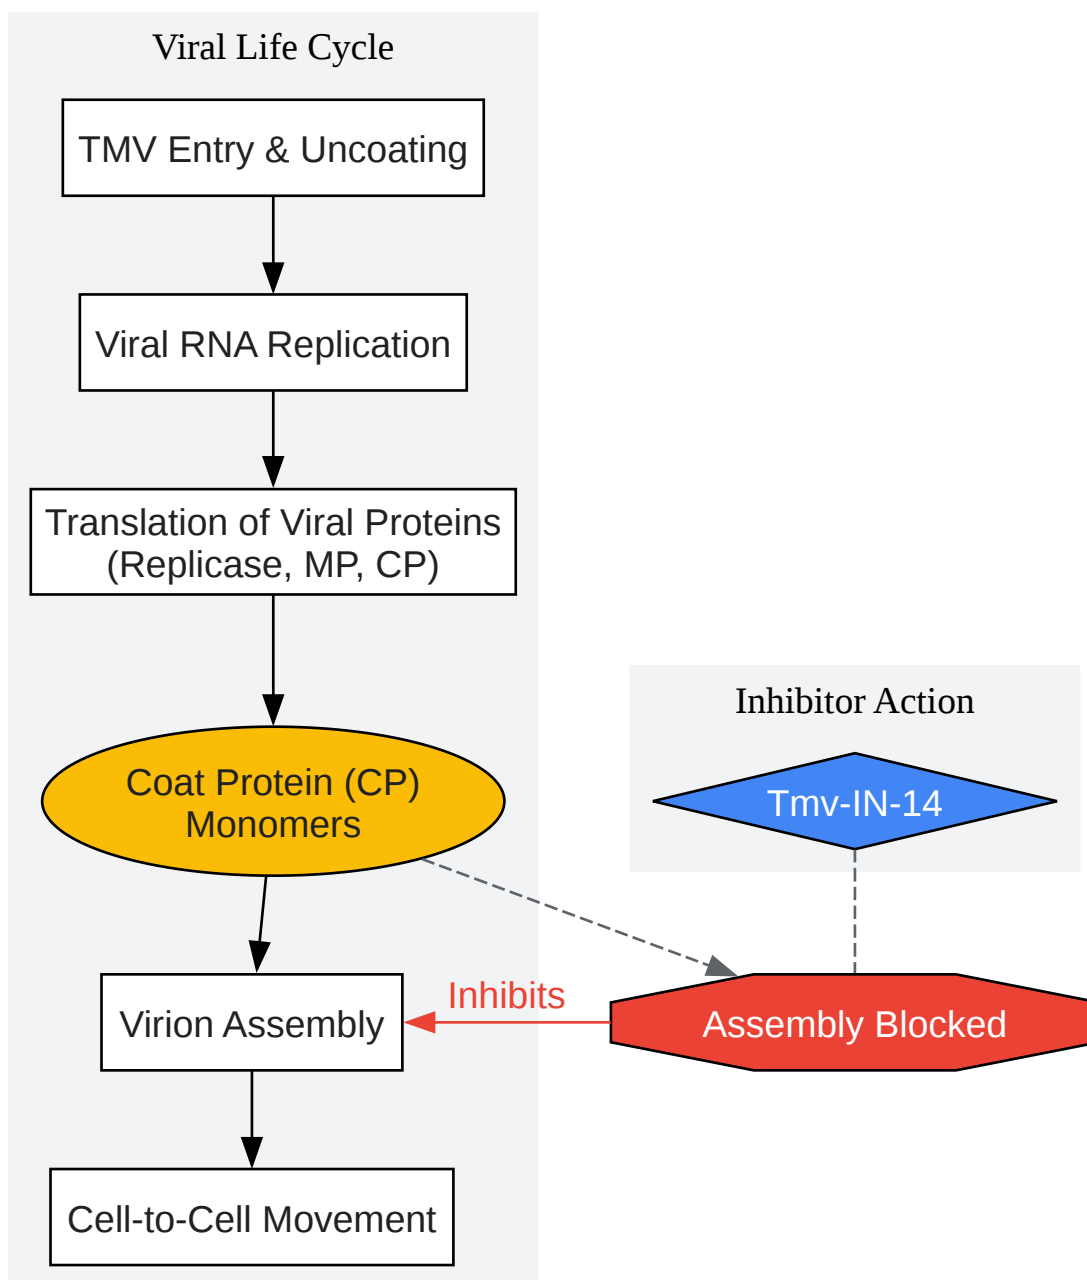 Viral Life Cycle
TMV Entry & Uncoating
Viral RNA Replication
Translation of Viral Proteins
(Replicase, MP, CP)
Coat Protein (CP)
Monomers
Virion Assembly
Cell-to-Cell Movement
Inhibitor Action
Tmv-IN-14
Inhibits
Assembly Blocked